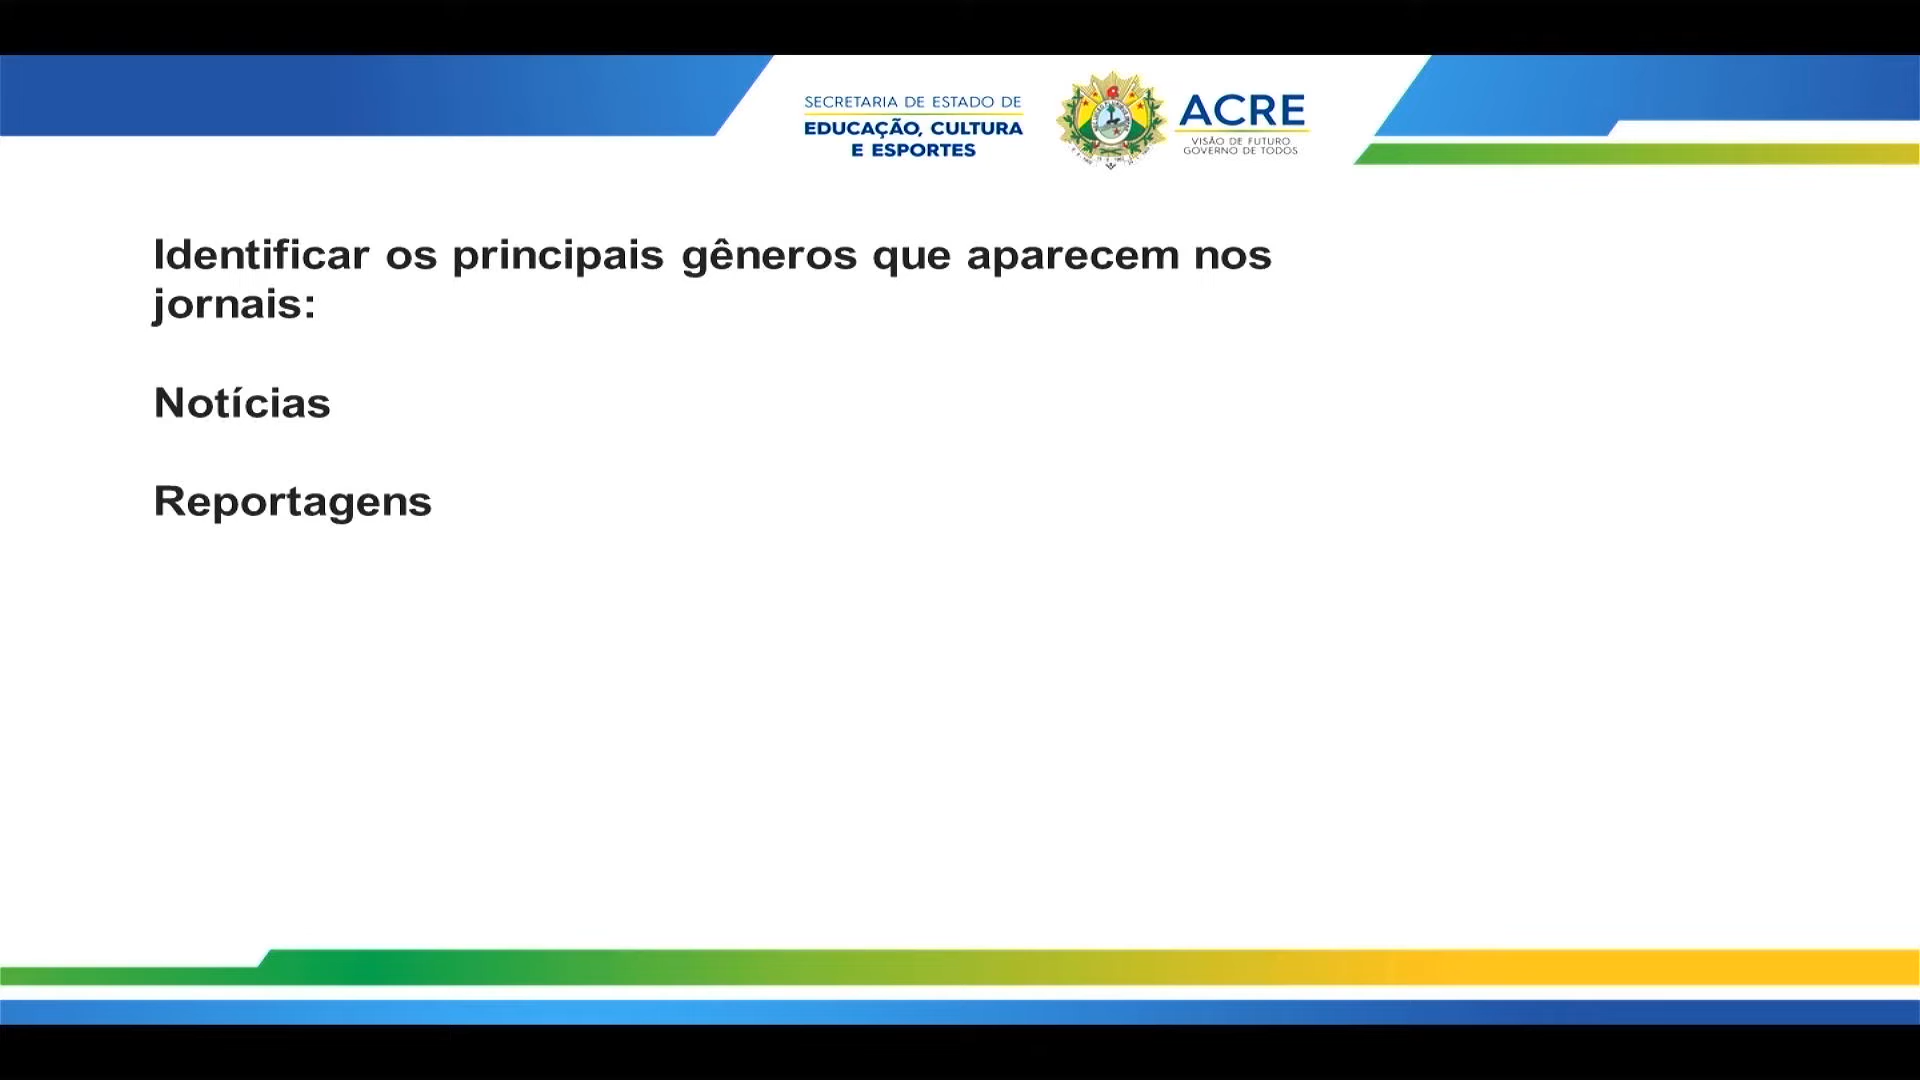 SECRETARIA DE ESTADO DE
EDUCAÇÃO, CULTURA
E ESPORTES
ACRE
VISÃO DE FUTURO
GOVERNO DE TODOS
Identificar os principais gêneros que aparecem nos
jornais:
Notícias
Reportagens